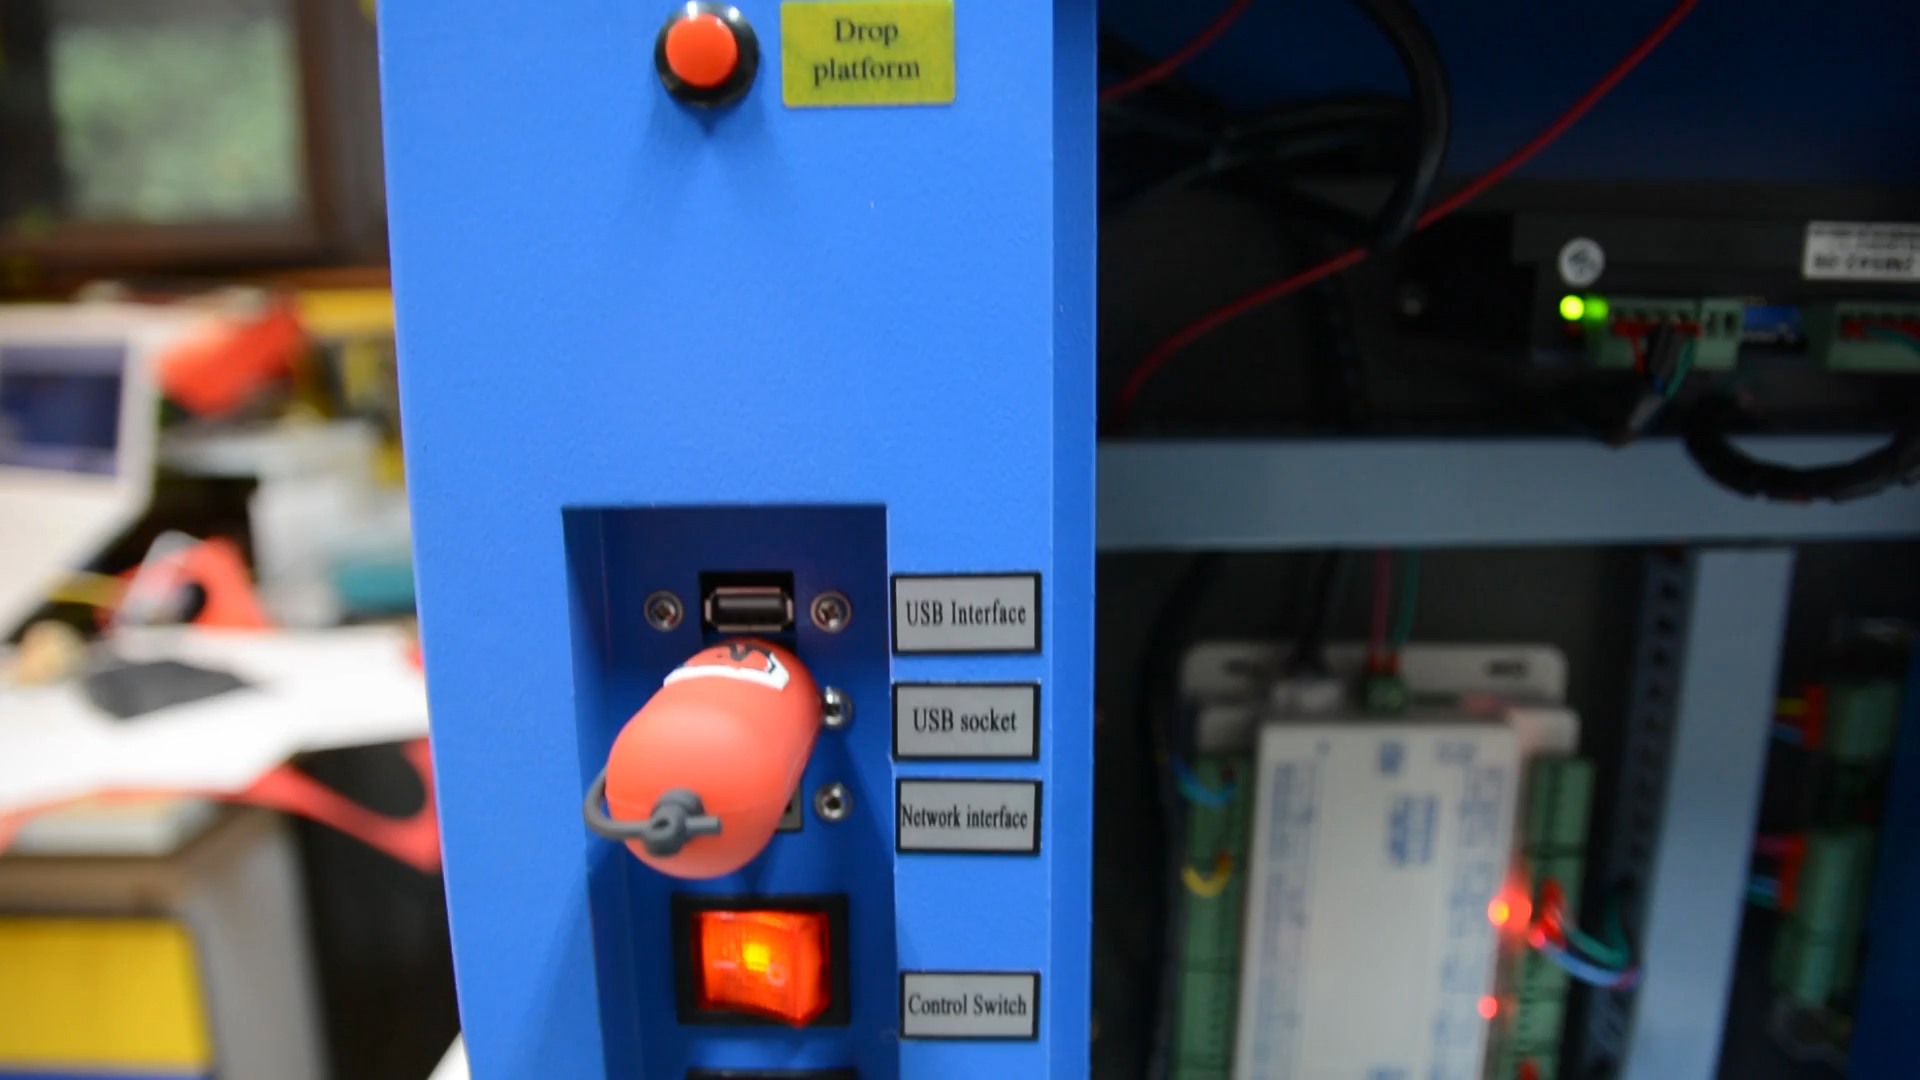 Drop
platform
USB Interface
USB socket
Network interface
Control Switch